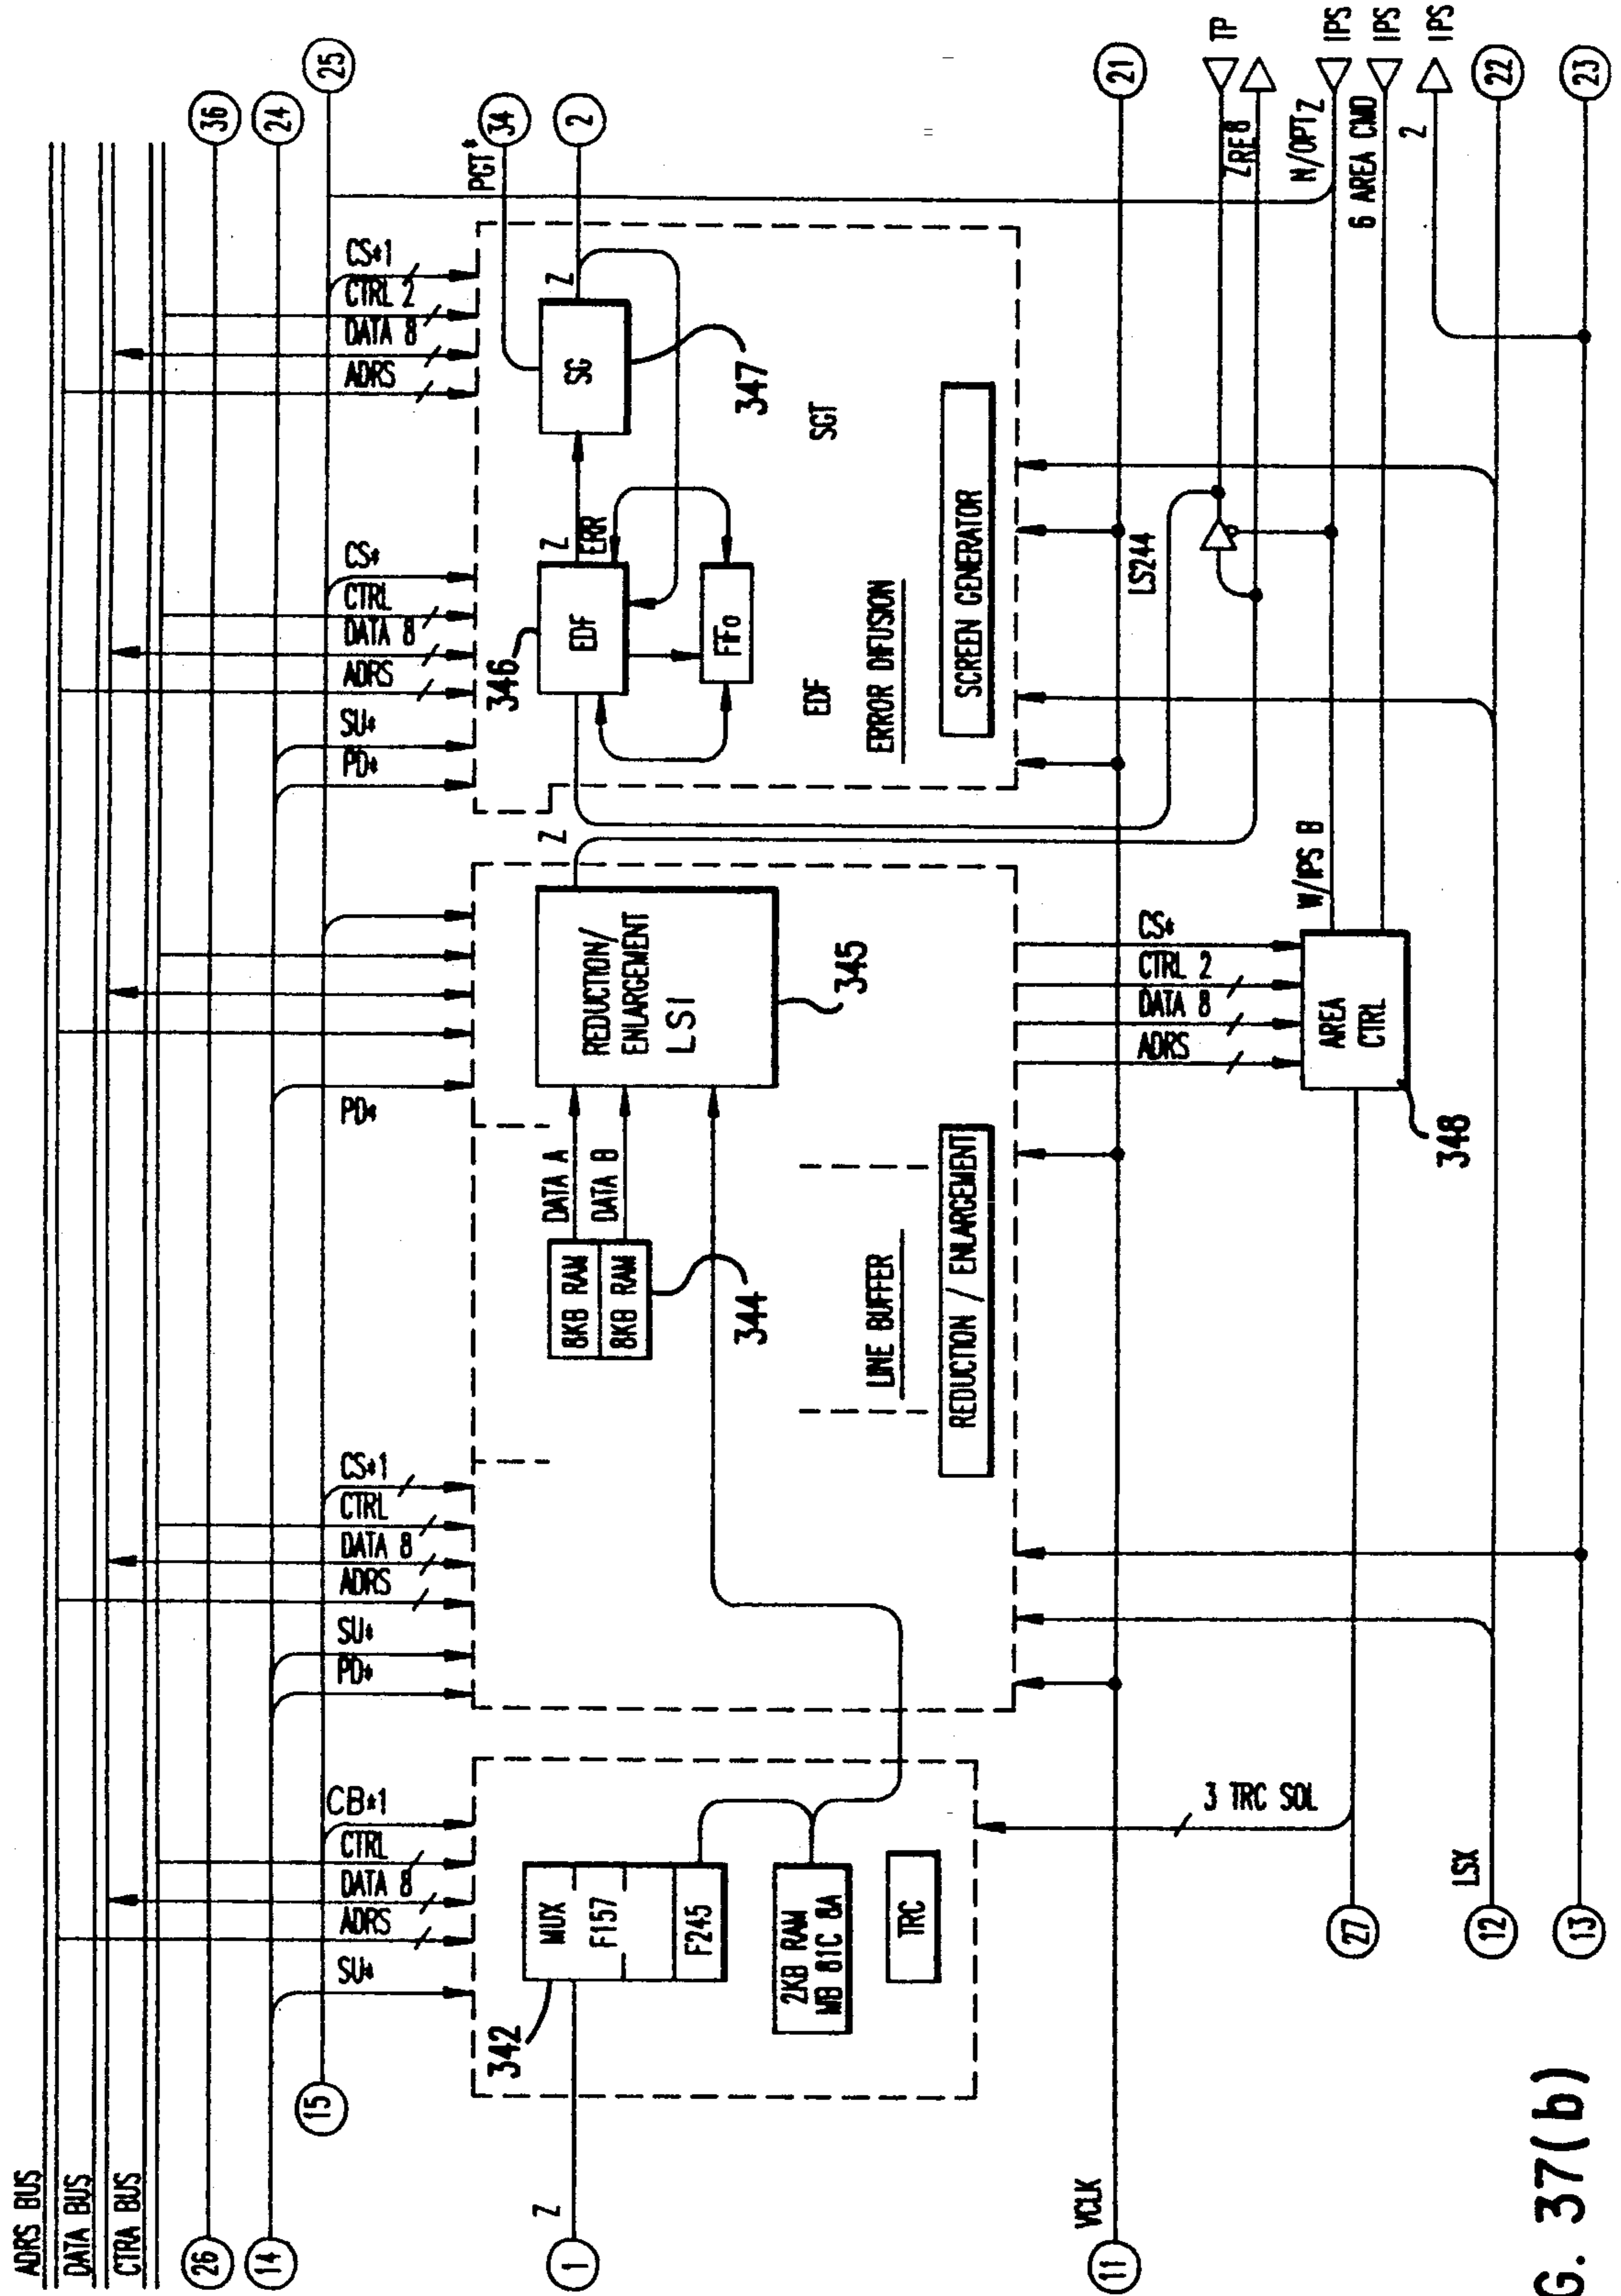 ADRS BUS
DATA BUS
CTRA BUS
26
36
14
24
15
25
SU*
ADRS
DATA 8
CTRL
CB*1
PD*
SU*
ADRS
DATA 8
CTRL
CS*1
PD*
PD*
SU*
ADRS
DATA 8
CTRL
CS*
ADRS
DATA 8
CTRL 2
CS*1
PGT*
34
1
Z
342
MUX
F157
F245
2KB RAM
MB 81C 8A
TRC
8KB RAM
8KB RAM
DATA A
DATA B
344
REDUCTION/
ENLARGEMENT
LSI
345
LINE BUFFER
REDUCTION / ENLARGEMENT
Z
346
EDF
Z
ERR
FiFo
SG
Z
2
347
EDF
SGT
ERROR DIFUSION
SCREEN GENERATOR
11
VCLK
21
LS244
TP
ZRE8
3 TRC SOL
ADRS
DATA 8
CTRL 2
CS*
27
AREA
CTRL
348
W/IPS B
N/OPTZ
IPS
6 AREA CMD
IPS
2
IPS
12
LSX
22
13
23
G. 37(b)